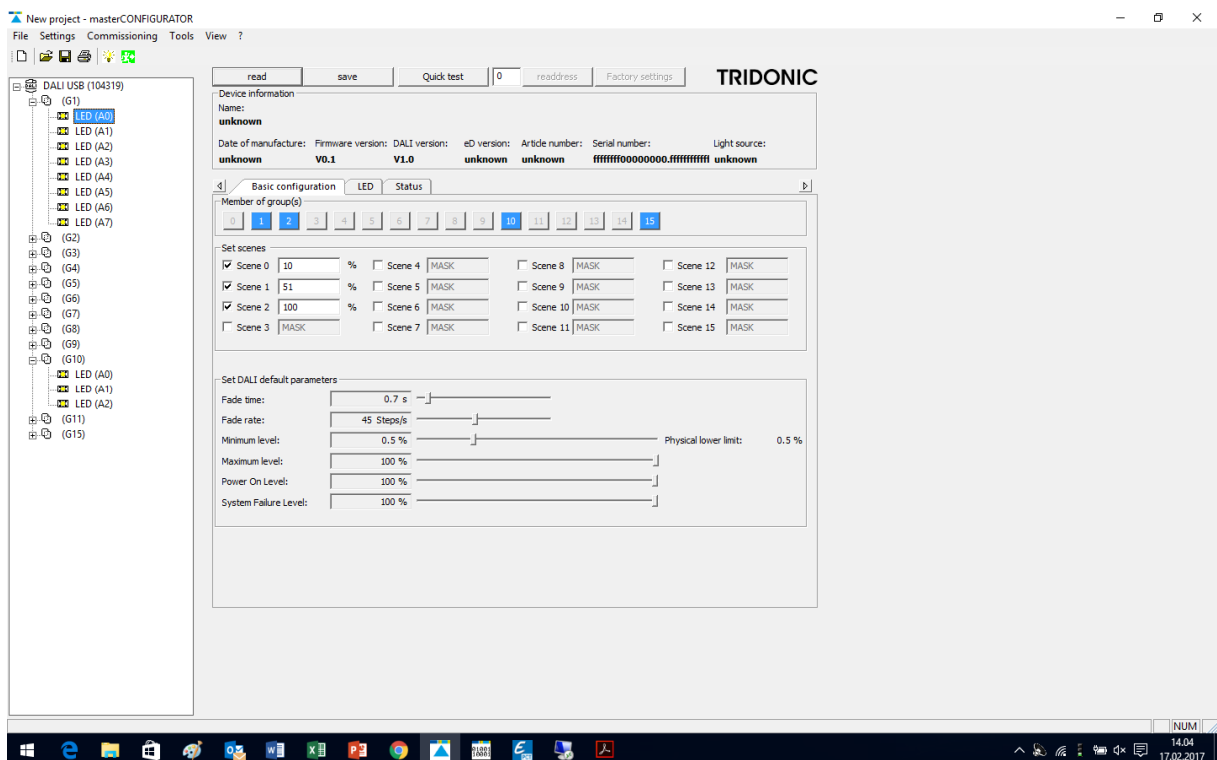 New project - masterCONFIGURATOR
File Settings Commissioning Tools View ?
DALI USB (104319)
(G1)
LED (A0)
LED (A1)
LED (A2)
LED (A3)
LED (A4)
LED (A5)
LED (A6)
LED (A7)
(G2)
(G3)
(G4)
(G5)
(G6)
(G7)
(G8)
(G9)
(G10)
LED (A0)
LED (A1)
LED (A2)
(G11)
(G15)
read save Quick test 0 readdress Factory settings TRIDONIC
Device information
Name:
unknown
Date of manufacture: Firmware version: DALI version: eD version: Article number: Serial number: Light source:
unknown V0.1 V1.0 unknown unknown ffffffff00000000.ffffffffffff unknown
Basic configuration LED Status
Member of group(s)
0 1 2 3 4 5 6 7 8 9 10 11 12 13 14 15
Set scenes
Scene 0 10 % Scene 4 MASK Scene 8 MASK Scene 12 MASK
Scene 1 51 % Scene 5 MASK Scene 9 MASK Scene 13 MASK
Scene 2 100 % Scene 6 MASK Scene 10 MASK Scene 14 MASK
Scene 3 MASK Scene 7 MASK Scene 11 MASK Scene 15 MASK
Set DALI default parameters
Fade time: 0.7 s
Fade rate: 45 Steps/s
Minimum level: 0.5 % Physical lower limit: 0.5 %
Maximum level: 100 %
Power On Level: 100 %
System Failure Level: 100 %
NUM
14.04
17.02.2017